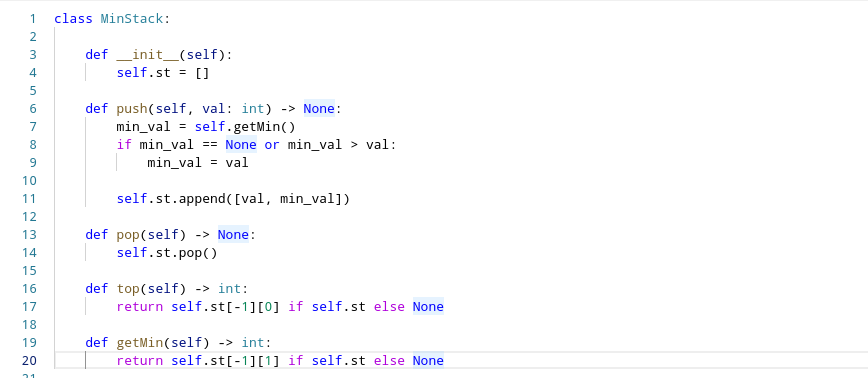 1 class MinStack:
2
3     def __init__(self):
4         self.st = []
5
6     def push(self, val: int) -> None:
7         min_val = self.getMin()
8         if min_val == None or min_val > val:
9             min_val = val
10
11         self.st.append([val, min_val])
12
13     def pop(self) -> None:
14         self.st.pop()
15
16     def top(self) -> int:
17         return self.st[-1][0] if self.st else None
18
19     def getMin(self) -> int:
20         return self.st[-1][1] if self.st else None